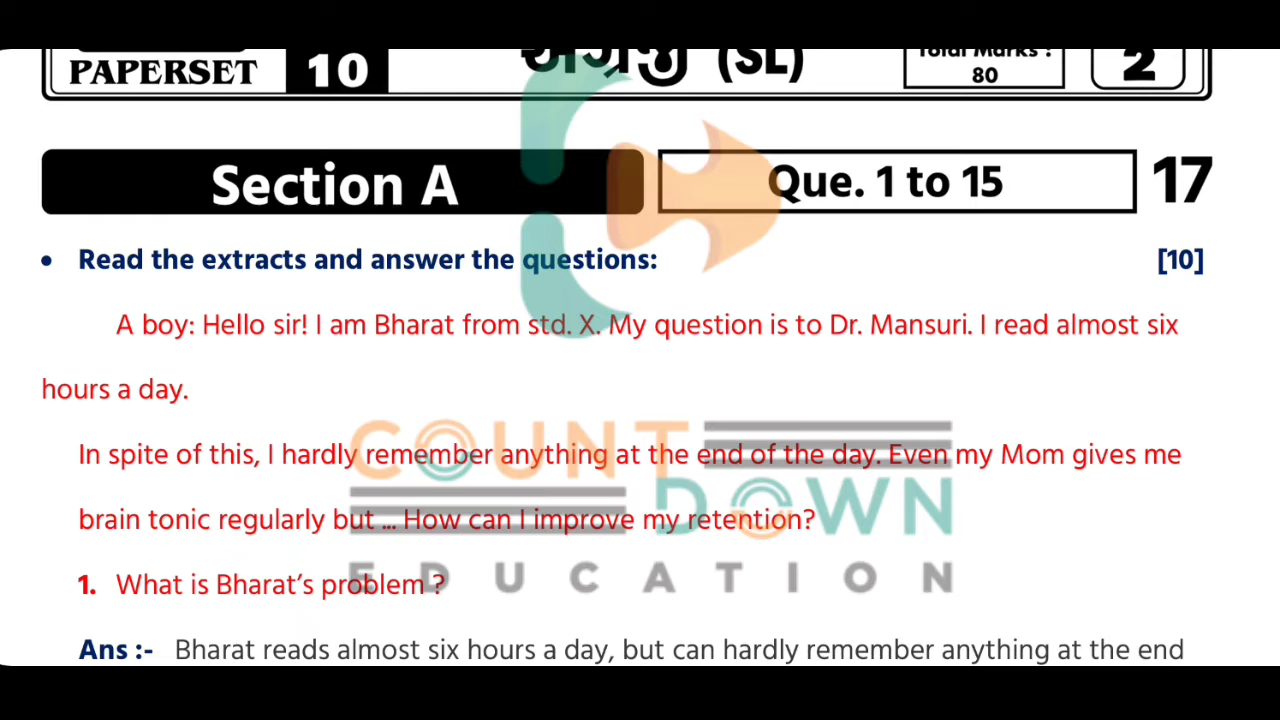 PAPERSET 10 અંગ્રેજી (SL) Total Marks : 80 2
Section A Que. 1 to 15 17
• Read the extracts and answer the questions: [10]
A boy: Hello sir! I am Bharat from std. X. My question is to Dr. Mansuri. I read almost six
hours a day.
In spite of this, I hardly remember anything at the end of the day. Even my Mom gives me
brain tonic regularly but ... How can I improve my retention?
1. What is Bharat's problem ?
Ans :- Bharat reads almost six hours a day, but can hardly remember anything at the end
COUNT
DOWN
EDUCATION